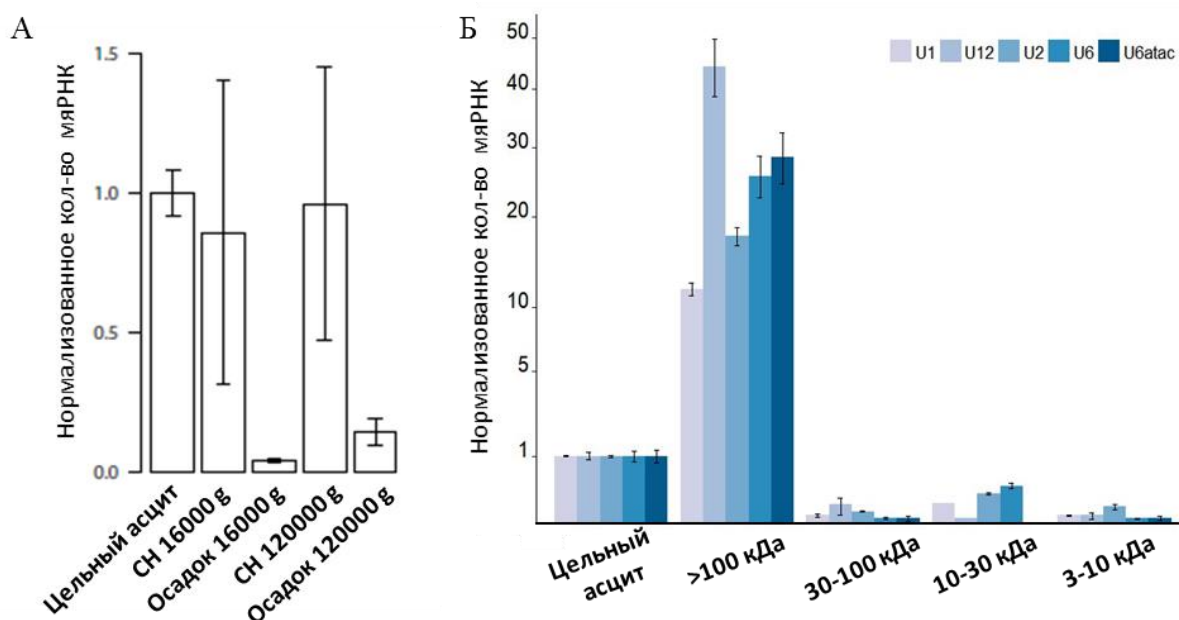 А
Нормализованное кол-во мяРНК
1.5
1.0
0.5
0.0
Цельный асцит
СН 16000 g
Осадок 16000 g
СН 120000 g
Осадок 120000 g
Б
Нормализованное кол-во мяРНК
50
40
30
20
10
5
1
U1 U12 U2 U6 U6atac
Цельный
асцит
>100 кДа
30-100 кДа
10-30 кДа
3-10 кДа